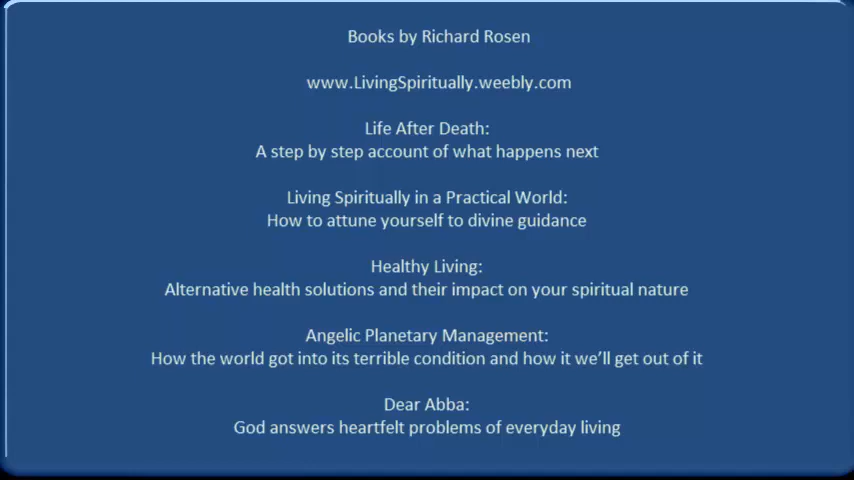 Books by Richard Rosen
www.LivingSpiritually.weebly.com
Life After Death:
A step by step account of what happens next
Living Spiritually in a Practical World:
How to attune yourself to divine guidance
Healthy Living:
Alternative health solutions and their impact on your spiritual nature
Angelic Planetary Management:
How the world got into its terrible condition and how it we’ll get out of it
Dear Abba:
God answers heartfelt problems of everyday living